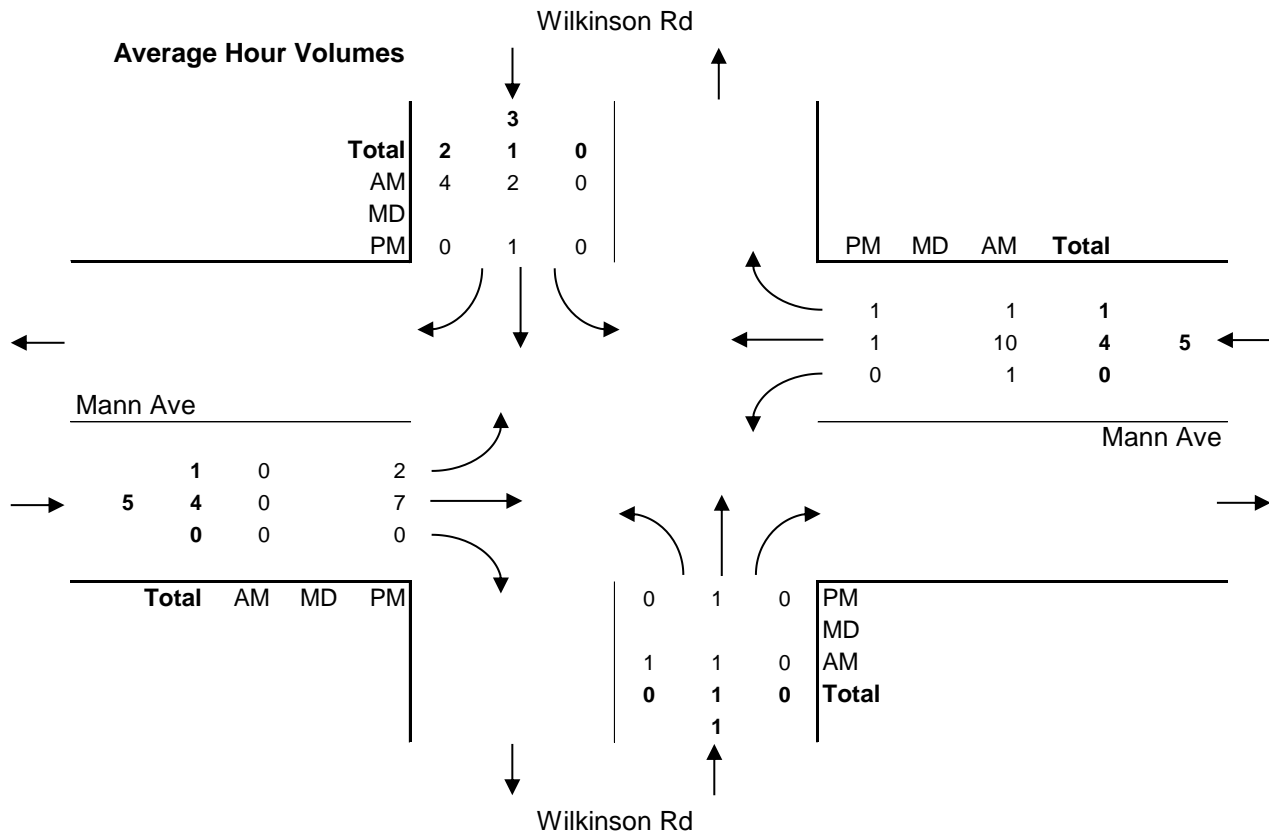 Wilkinson Rd
Average Hour Volumes
3
Total 2 1 0
AM 4 2 0
MD
PM 0 1 0
PM MD AM Total
1 1 1
1 10 4 5
0 1 0
Mann Ave
Mann Ave
1 0 2
5 4 0 7
0 0 0
Total AM MD PM
0 1 0 PM
MD
1 1 0 AM
0 1 0 Total
1
Wilkinson Rd